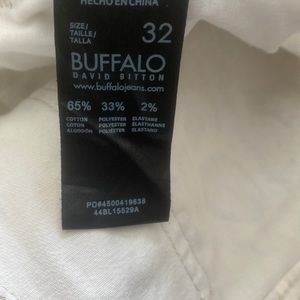 HECHO EN CHINA
SIZE/
TAILLE/
TALLA
32
BUFFALO
DAVID BITTON
www.buffalojeans.com
65% 33% 2%
COTTON POLYESTER ELASTANE
COTON POLYESTER ELASTHANNE
ALGODÓN POLIÉSTER ELASTANO
PO#4500419638
44BL15529A